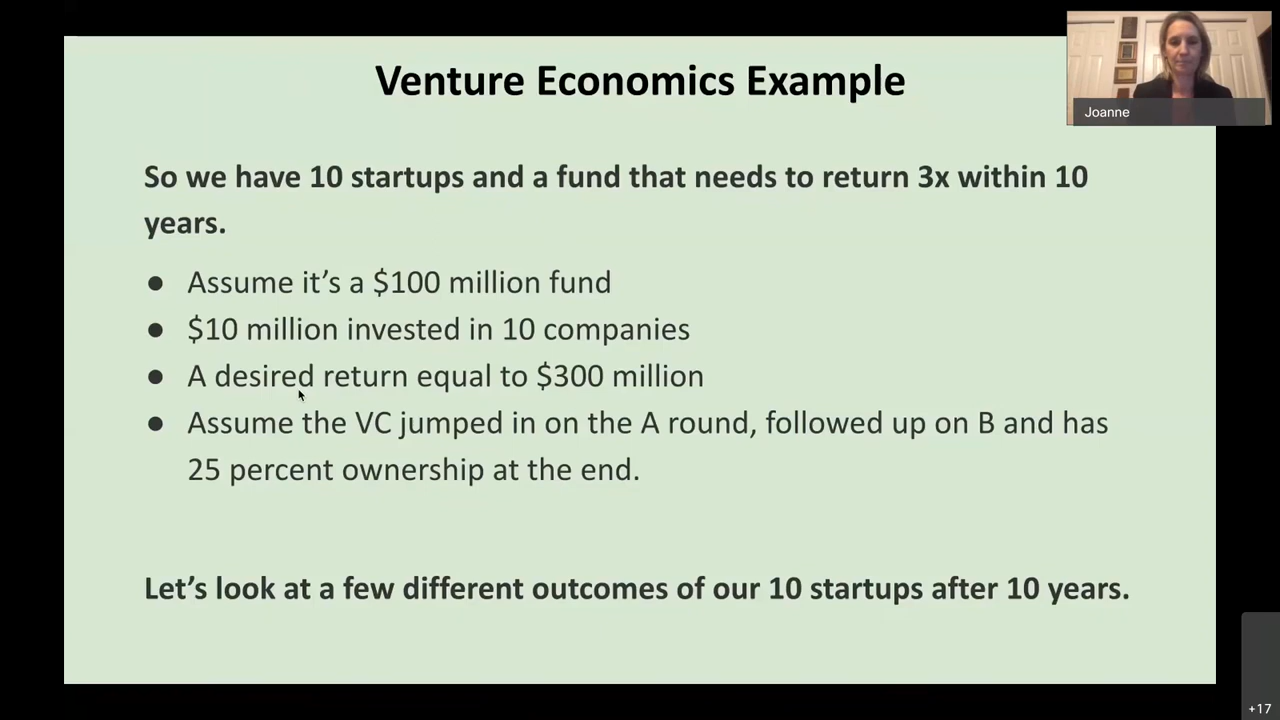 Venture Economics Example
Joanne
So we have 10 startups and a fund that needs to return 3x within 10
years.
● Assume it’s a $100 million fund
● $10 million invested in 10 companies
● A desired return equal to $300 million
● Assume the VC jumped in on the A round, followed up on B and has
25 percent ownership at the end.
Let’s look at a few different outcomes of our 10 startups after 10 years.
+17